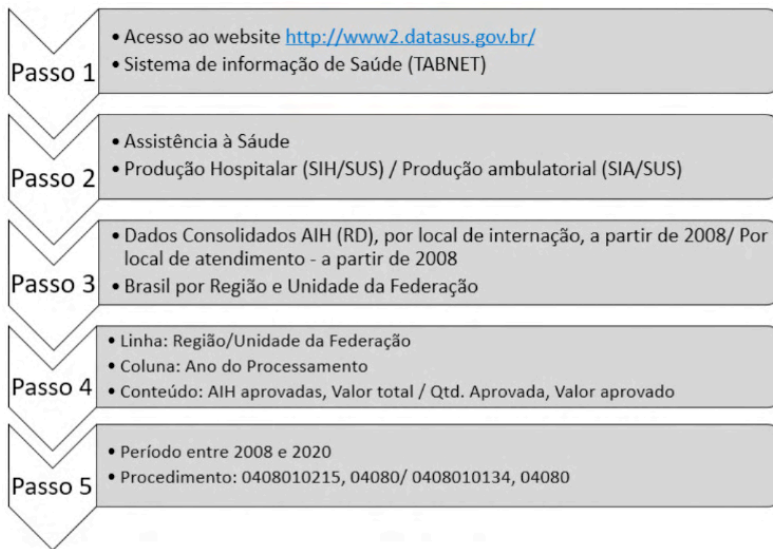 Passo 1
• Acesso ao website http://www2.datasus.gov.br/
• Sistema de informação de Saúde (TABNET)
Passo 2
• Assistência à Sáude
• Produção Hospitalar (SIH/SUS) / Produção ambulatorial (SIA/SUS)
Passo 3
• Dados Consolidados AIH (RD), por local de internação, a partir de 2008/ Por
local de atendimento - a partir de 2008
• Brasil por Região e Unidade da Federação
Passo 4
• Linha: Região/Unidade da Federação
• Coluna: Ano do Processamento
• Conteúdo: AIH aprovadas, Valor total / Qtd. Aprovada, Valor aprovado
Passo 5
• Período entre 2008 e 2020
• Procedimento: 0408010215, 04080/ 0408010134, 04080